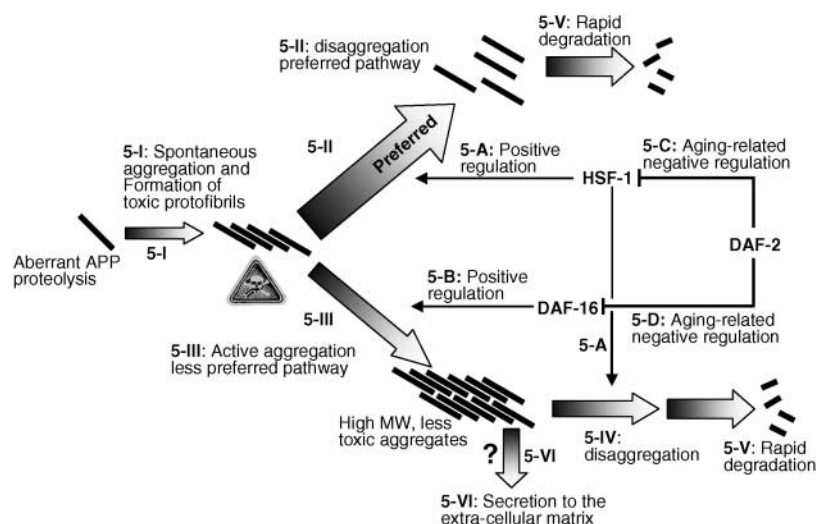 5-II: disaggregation
preferred pathway
5-V: Rapid
degradation
5-I: Spontaneous
aggregation and
Formation of
toxic protofibrils
5-II
Preferred
5-A: Positive
regulation
HSF-1
5-C: Aging-related
negative regulation
Aberrant APP
proteolysis
5-I
DAF-2
5-B: Positive
regulation
DAF-16
5-D: Aging-related
negative regulation
5-III
5-III: Active aggregation
less preferred pathway
5-A
High MW, less
toxic aggregates
?
5-VI
5-IV:
disaggregation
5-V: Rapid
degradation
5-VI: Secretion to the
extra-cellular matrix